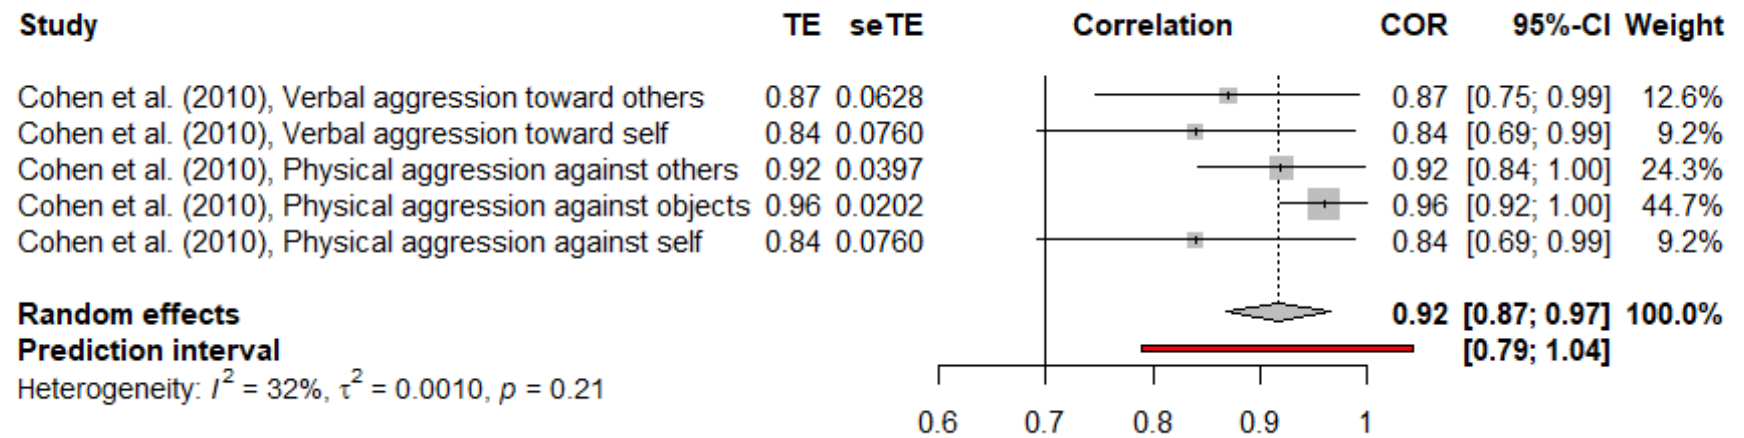 Study TE seTE Correlation COR 95%-CI Weight
Cohen et al. (2010), Verbal aggression toward others 0.87 0.0628 0.87 [0.75; 0.99] 12.6%
Cohen et al. (2010), Verbal aggression toward self 0.84 0.0760 0.84 [0.69; 0.99] 9.2%
Cohen et al. (2010), Physical aggression against others 0.92 0.0397 0.92 [0.84; 1.00] 24.3%
Cohen et al. (2010), Physical aggression against objects 0.96 0.0202 0.96 [0.92; 1.00] 44.7%
Cohen et al. (2010), Physical aggression against self 0.84 0.0760 0.84 [0.69; 0.99] 9.2%
Random effects 0.92 [0.87; 0.97] 100.0%
Prediction interval [0.79; 1.04]
Heterogeneity: I² = 32%, τ² = 0.0010, p = 0.21
0.6 0.7 0.8 0.9 1